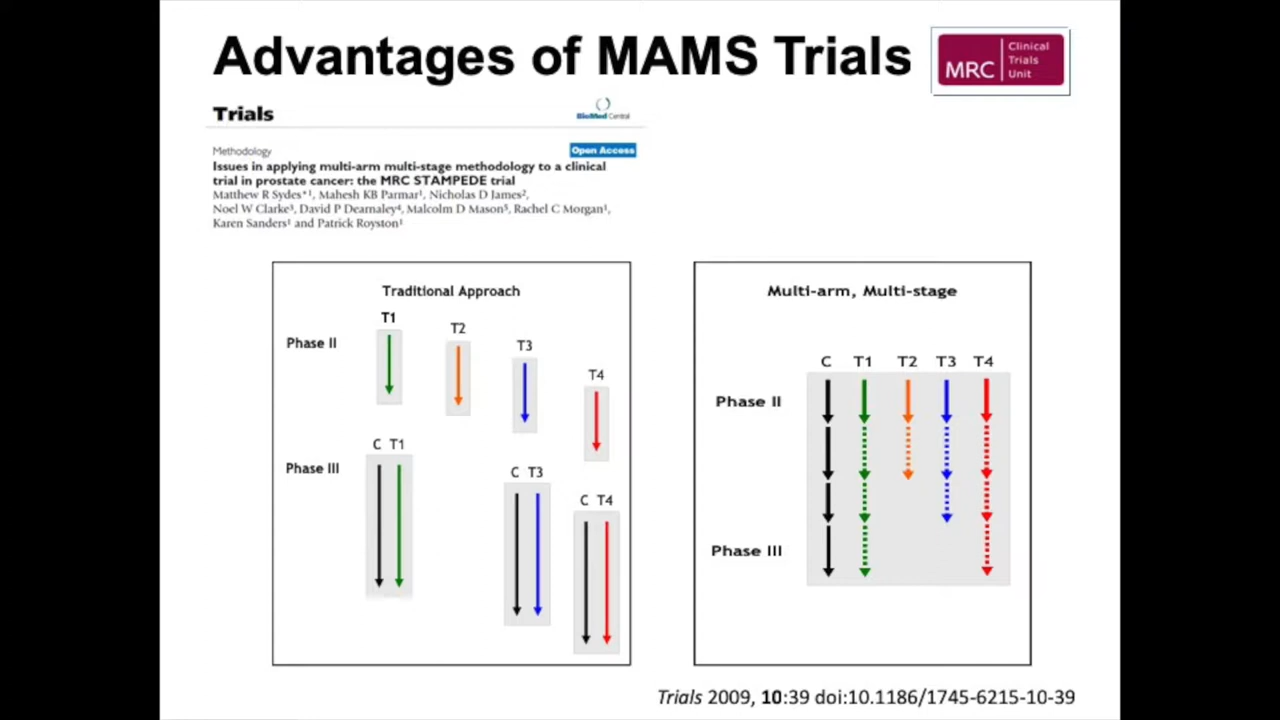 Advantages of MAMS Trials
MRC
Clinical
Trials
Unit
Trials
BioMed Central
Methodology
Open Access
Issues in applying multi-arm multi-stage methodology to a clinical
trial in prostate cancer: the MRC STAMPEDE trial
Matthew R Sydes*¹, Mahesh KB Parmar¹, Nicholas D James²,
Noel W Clarke³, David P Dearnaley⁴, Malcolm D Mason⁵, Rachel C Morgan¹,
Karen Sanders¹ and Patrick Royston¹
Traditional Approach
T1
T2
T3
T4
Phase II
C T1
Phase III
C T3
C T4
Multi-arm, Multi-stage
C T1 T2 T3 T4
Phase II
Phase III
Trials 2009, 10:39 doi:10.1186/1745-6215-10-39